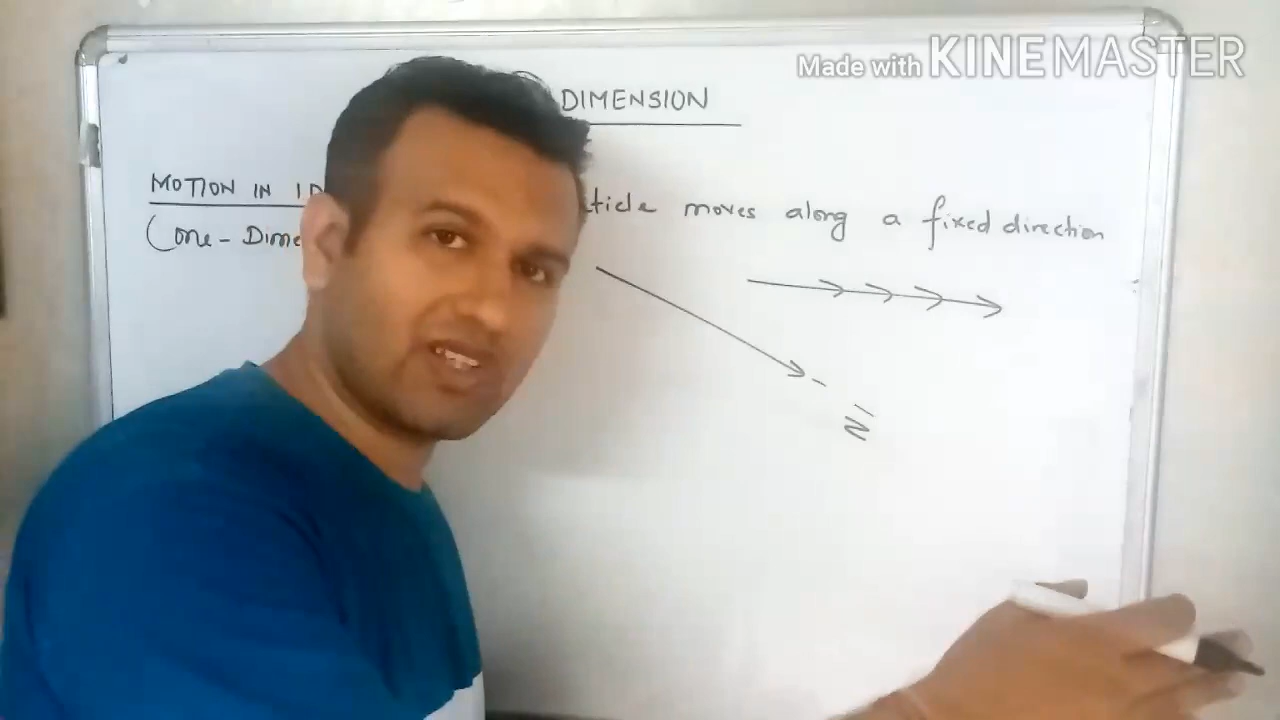 Made with KINEMASTER
DIMENSION
MOTION IN 1D
ticle moves along a fixed direction
(One - Dime